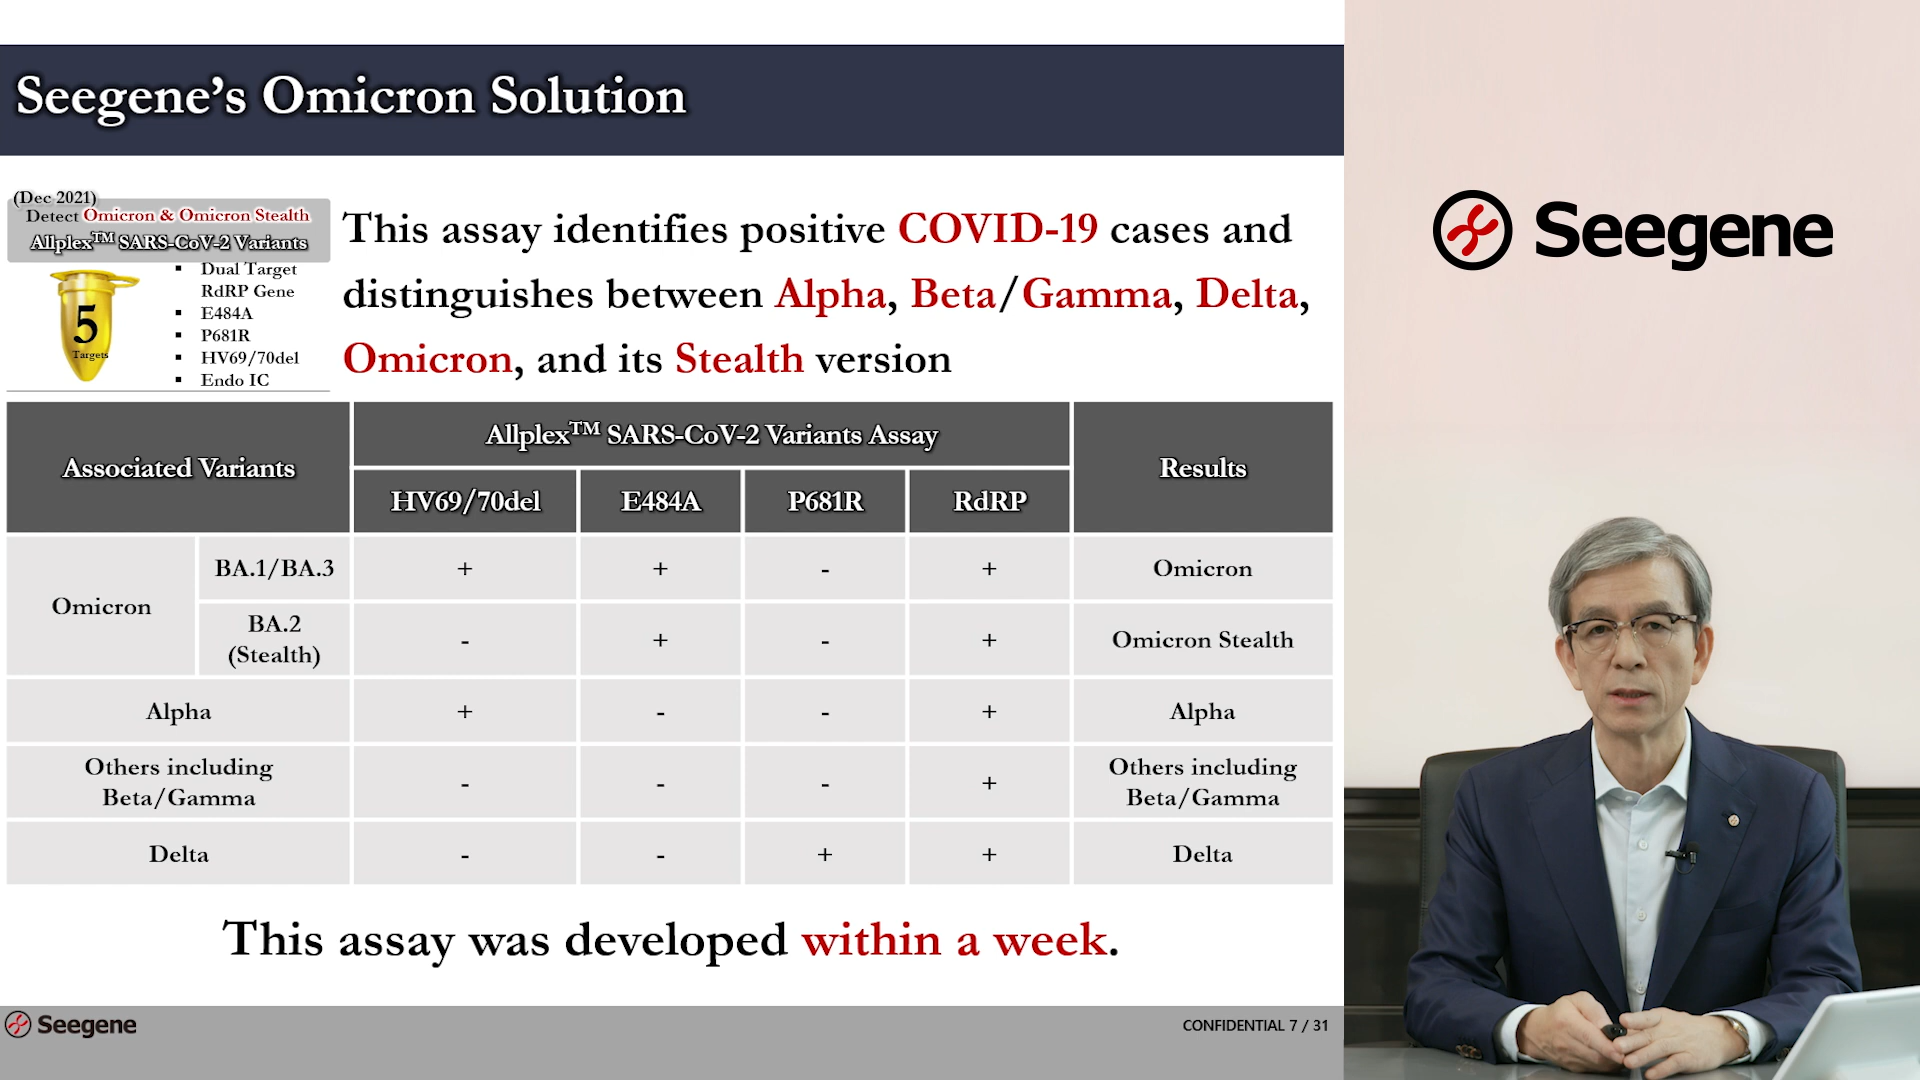 Seegene's Omicron Solution
(Dec 2021)
Detect Omicron & Omicron Stealth
Allplex™ SARS-CoV-2 Variants
5
Targets
▪ Dual Target
RdRP Gene
▪ E484A
▪ P681R
▪ HV69/70del
▪ Endo IC
This assay identifies positive COVID-19 cases and
distinguishes between Alpha, Beta/Gamma, Delta,
Omicron, and its Stealth version
Associated Variants
Allplex™ SARS-CoV-2 Variants Assay
Results
HV69/70del E484A P681R RdRP
Omicron
BA.1/BA.3 + + - + Omicron
BA.2
(Stealth) - + - + Omicron Stealth
Alpha + - - + Alpha
Others including
Beta/Gamma - - - + Others including
Beta/Gamma
Delta - - + + Delta
This assay was developed within a week.
Seegene
CONFIDENTIAL 7 / 31
Seegene